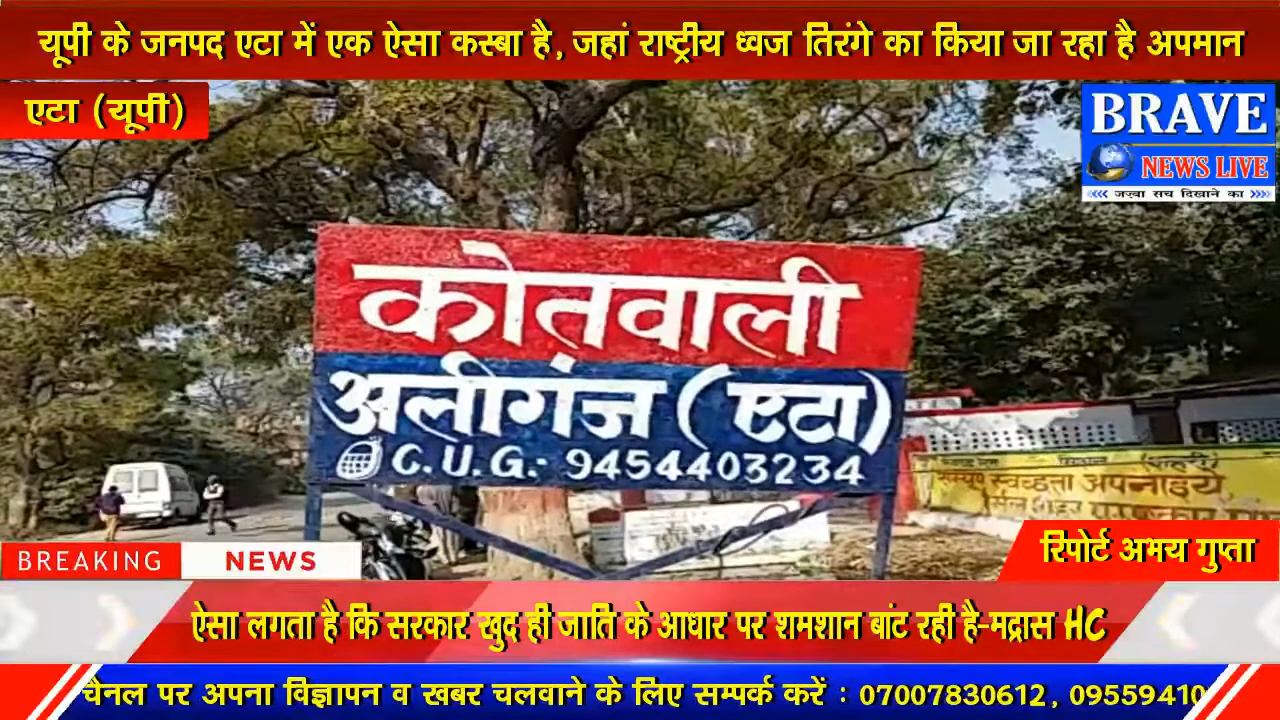 यूपी के जनपद एटा में एक ऐसा कस्बा है, जहां राष्ट्रीय ध्वज तिरंगे का किया जा रहा है अपमान
एटा (यूपी)
BRAVE
NEWS LIVE
जज़्बा सच दिखाने का
कोतवाली
अलीगंज (एटा)
C.U.G.- 9454403234
स्वच्छता अपनाइये
BREAKING NEWS
रिपोर्ट अभय गुप्ता
ऐसा लगता है कि सरकार खुद ही जाति के आधार पर शमशान बांट रही है-मद्रास HC
चैनल पर अपना विज्ञापन व खबर चलवाने के लिए सम्पर्क करें : 07007830612, 09559410